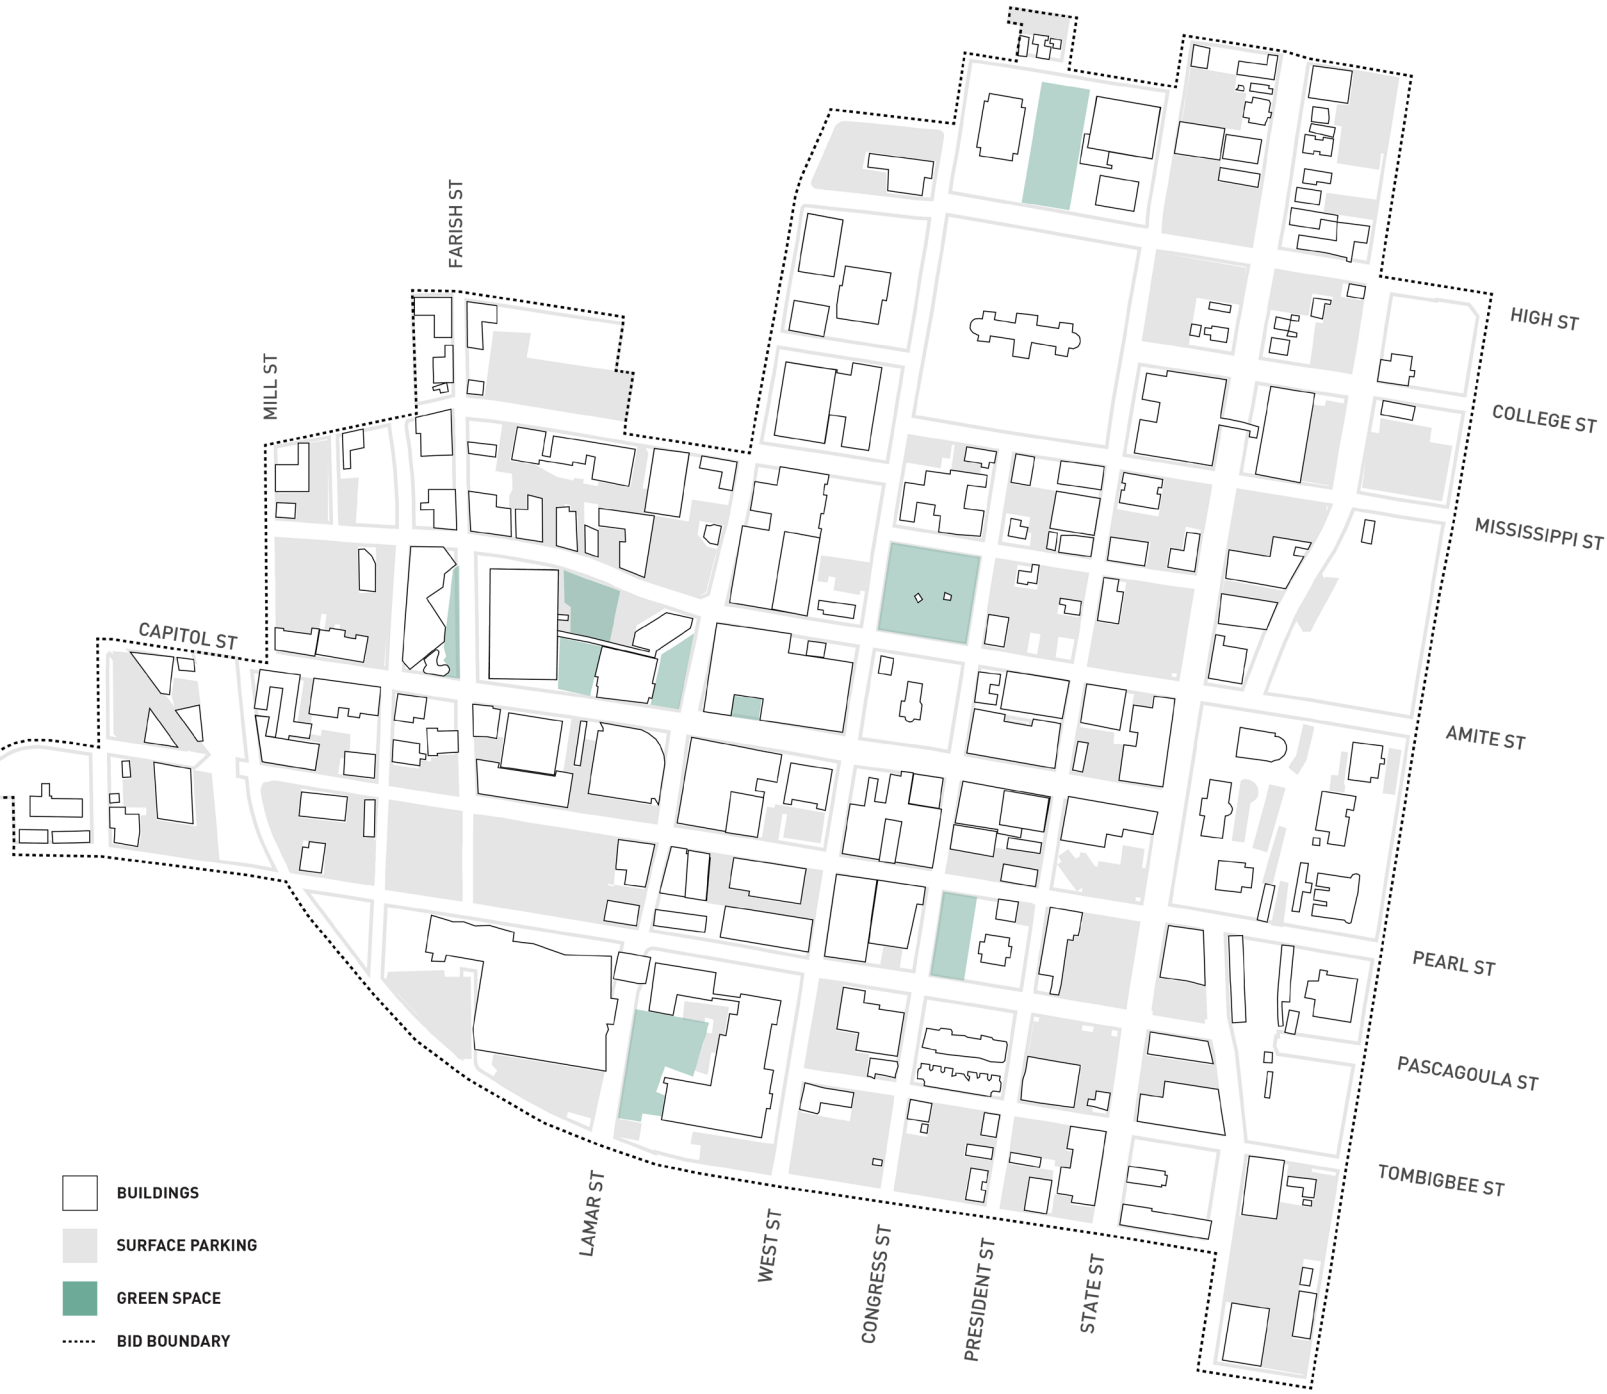 FARISH ST
HIGH ST
MILL ST
COLLEGE ST
MISSISSIPPI ST
CAPITOL ST
AMITE ST
PEARL ST
PASCAGOULA ST
TOMBIGBEE ST
LAMAR ST
WEST ST
CONGRESS ST
PRESIDENT ST
STATE ST
BUILDINGS
SURFACE PARKING
GREEN SPACE
BID BOUNDARY